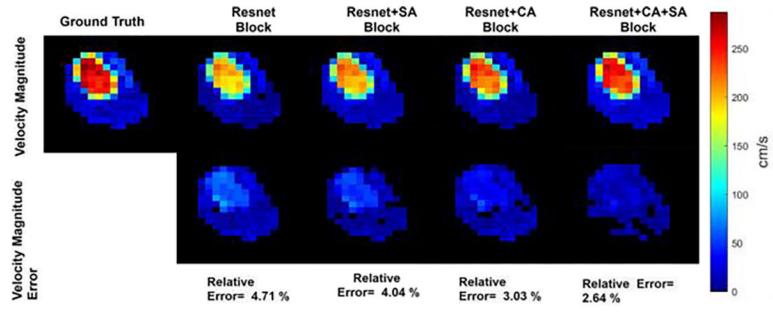 Ground Truth
Resnet
Block
Resnet+SA
Block
Resnet+CA
Block
Resnet+CA+SA
Block
Velocity Magnitude
250
200
150
100
50
0
cm/s
Velocity Magnitude
Error
Relative
Error= 4.71 %
Relative
Error= 4.04 %
Relative
Error= 3.03 %
Relative Error=
2.64 %